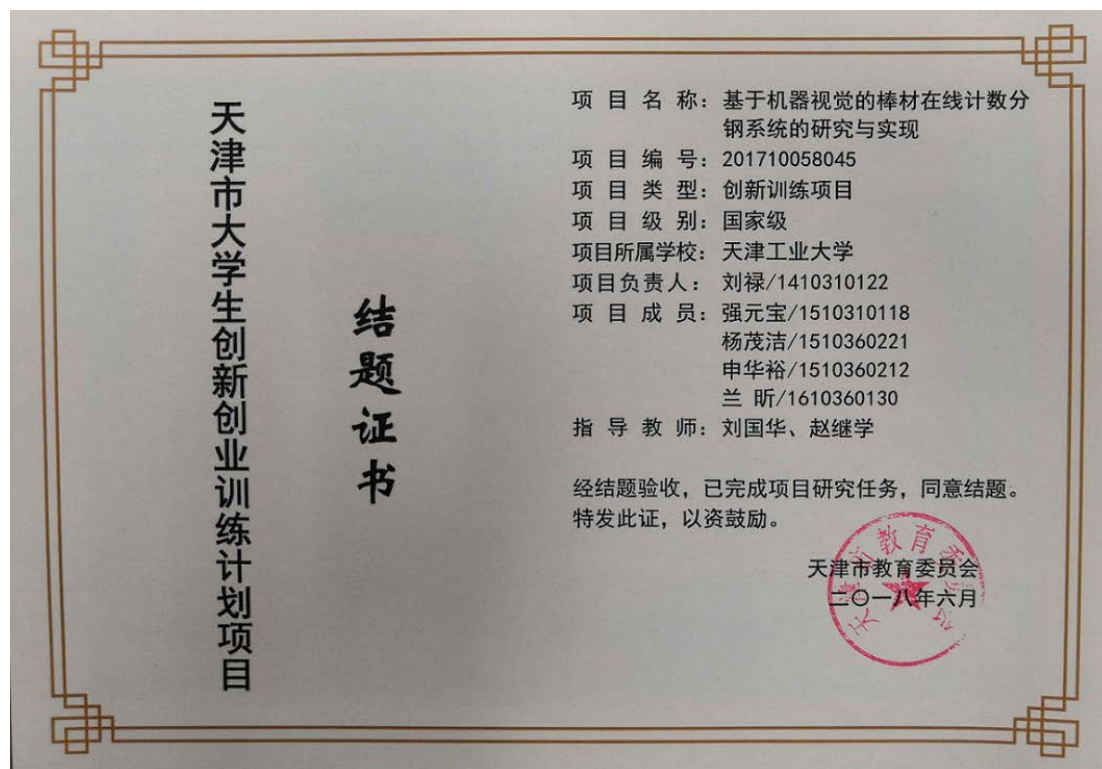 天津市大学生创新创业训练计划项目
结题证书
项目名称：基于机器视觉的棒材在线计数分
钢系统的研究与实现
项目编号：201710058045
项目类型：创新训练项目
项目级别：国家级
项目所属学校：天津工业大学
项目负责人：刘禄/1410310122
项目成员：强元宝/1510310118
杨茂洁/1510360221
申华裕/1510360212
兰 昕/1610360130
指导教师：刘国华、赵继学
经结题验收，已完成项目研究任务，同意结题。
特发此证，以资鼓励。
天津市教育委员会
二〇一八年六月
天津市教育委员会